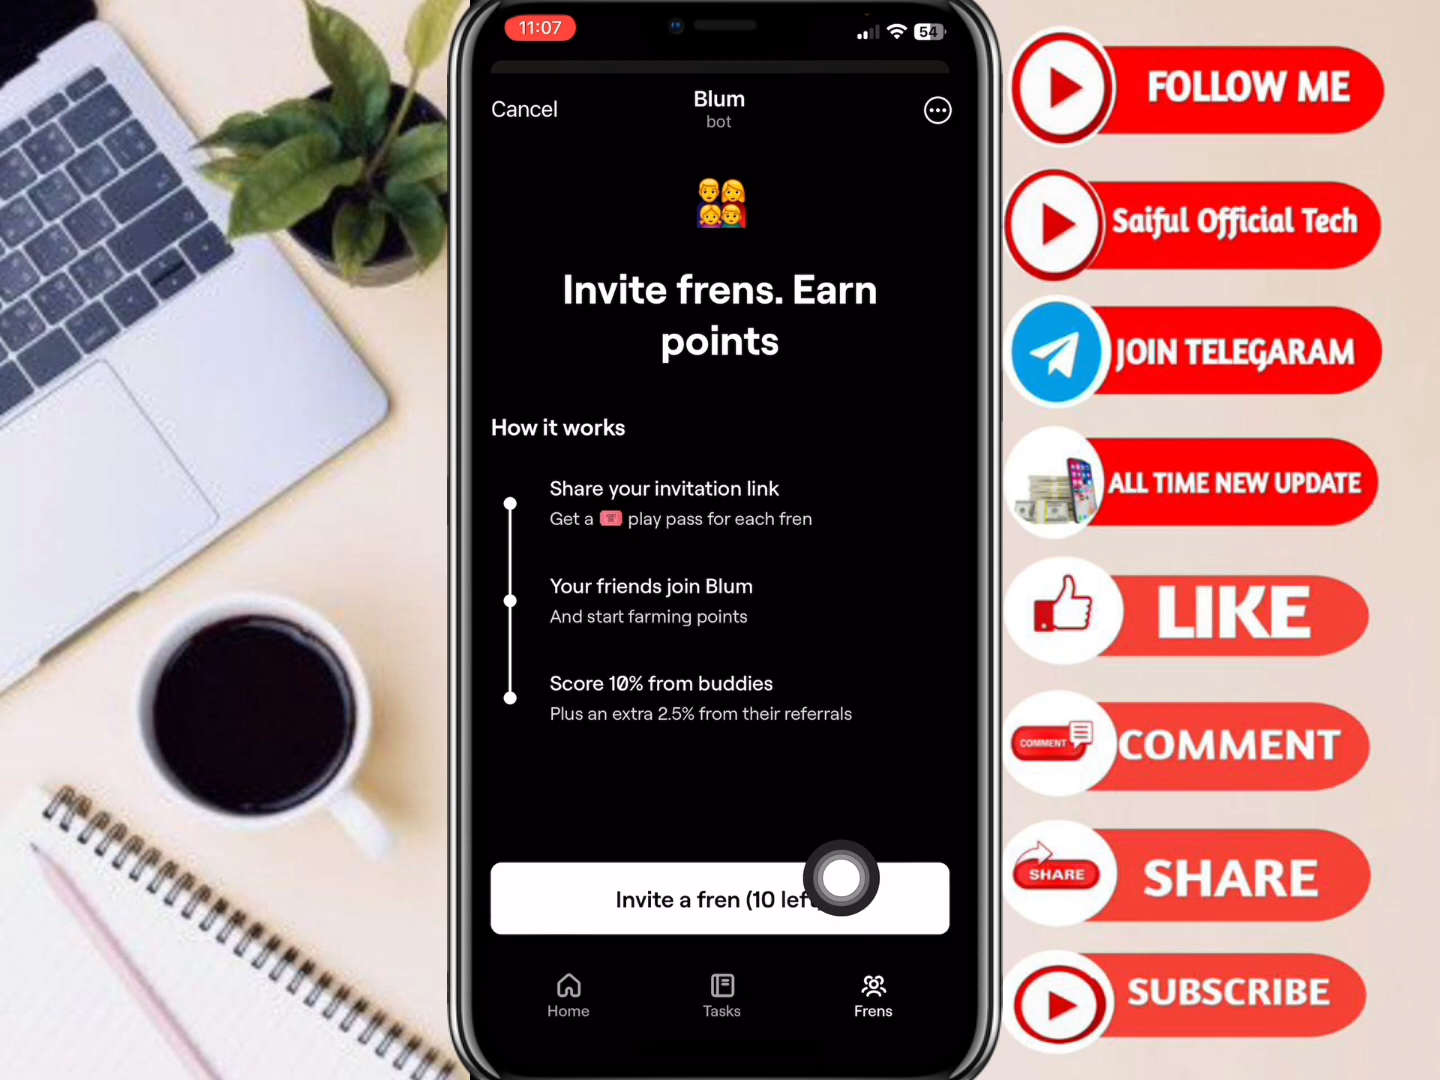 11:07
54
Cancel
Blum
bot
Invite frens. Earn
points
How it works
Share your invitation link
Get a play pass for each fren
Your friends join Blum
And start farming points
Score 10% from buddies
Plus an extra 2.5% from their referrals
Invite a fren (10 left
Home
Tasks
Frens
FOLLOW ME
Saiful Official Tech
JOIN TELEGARAM
ALL TIME NEW UPDATE
LIKE
COMMENT
COMMENT
SHARE
SHARE
SUBSCRIBE